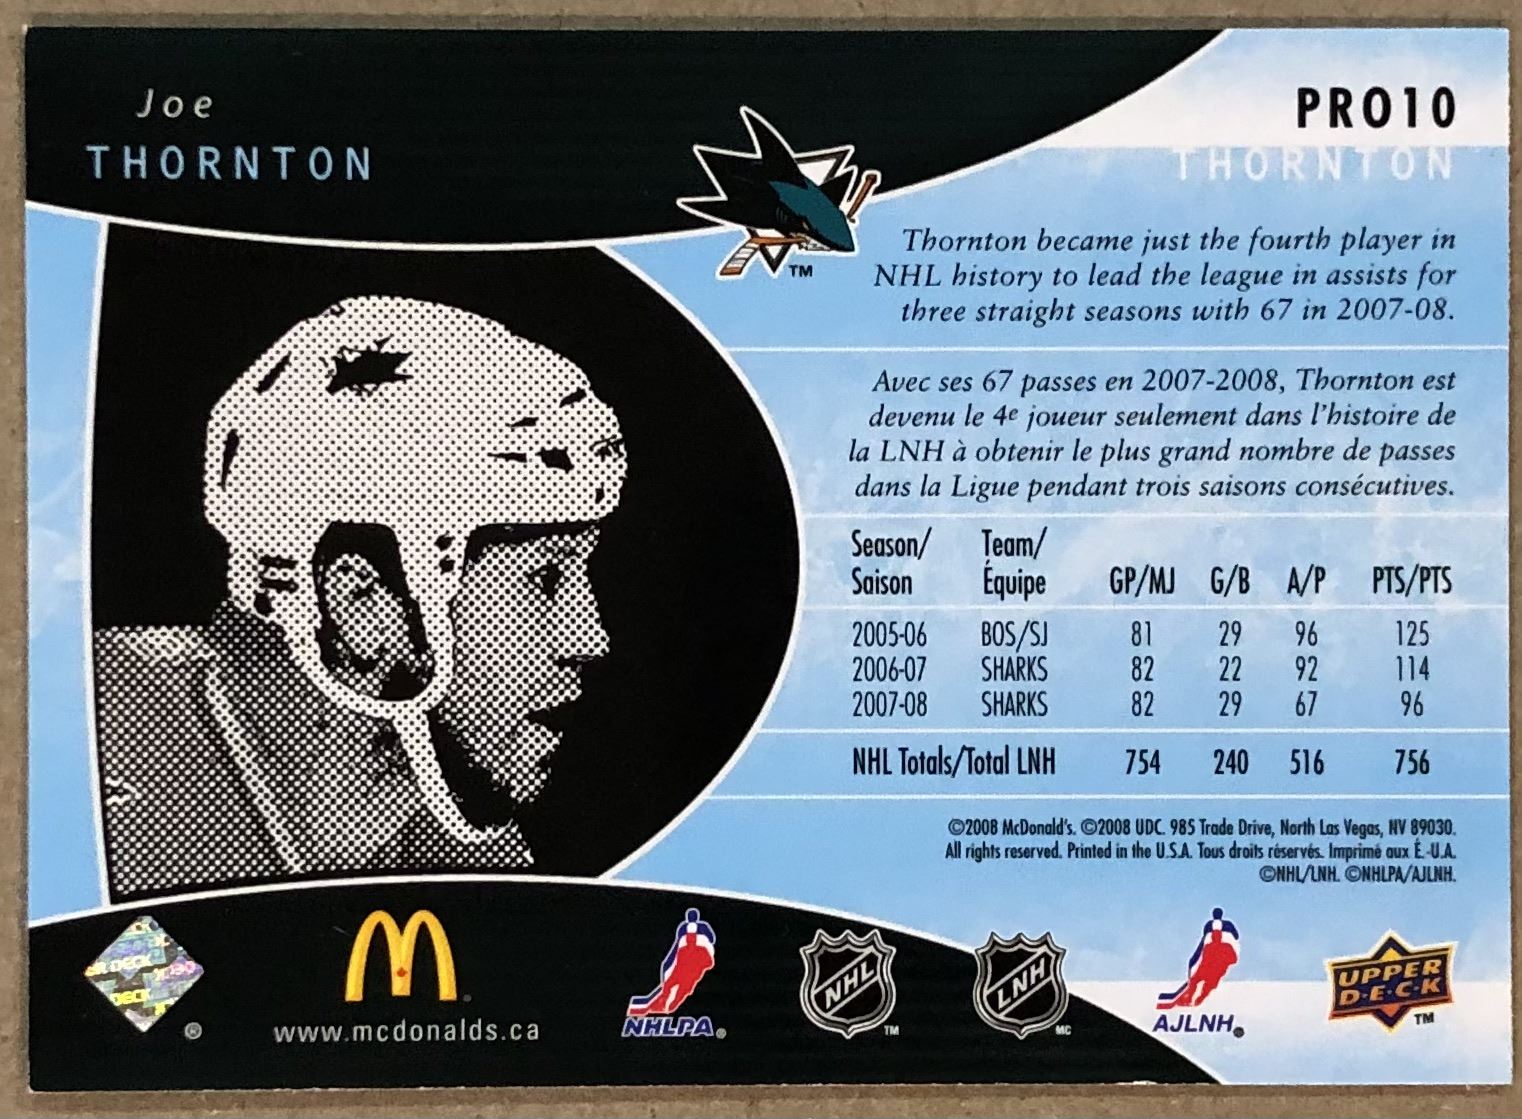 Joe
THORNTON
PRO10
THORNTON
TM
Thornton became just the fourth player in
NHL history to lead the league in assists for
three straight seasons with 67 in 2007-08.
Avec ses 67 passes en 2007-2008, Thornton est
devenu le 4e joueur seulement dans l'histoire de
la LNH à obtenir le plus grand nombre de passes
dans la Ligue pendant trois saisons consécutives.
Season/ Team/
Saison Équipe GP/MJ G/B A/P PTS/PTS
2005-06 BOS/SJ 81 29 96 125
2006-07 SHARKS 82 22 92 114
2007-08 SHARKS 82 29 67 96
NHL Totals/Total LNH 754 240 516 756
©2008 McDonald's. ©2008 UDC. 985 Trade Drive, North Las Vegas, NV 89030.
All rights reserved. Printed in the U.S.A. Tous droits réservés. Imprimé aux É.-U.A.
©NHL/LNH. ©NHLPA/AJLNH.
DECK
®
www.mcdonalds.ca
NHLPA®
NHL TM
LNH MC
AJLNH®
UPPER
D·E·C·K
TM